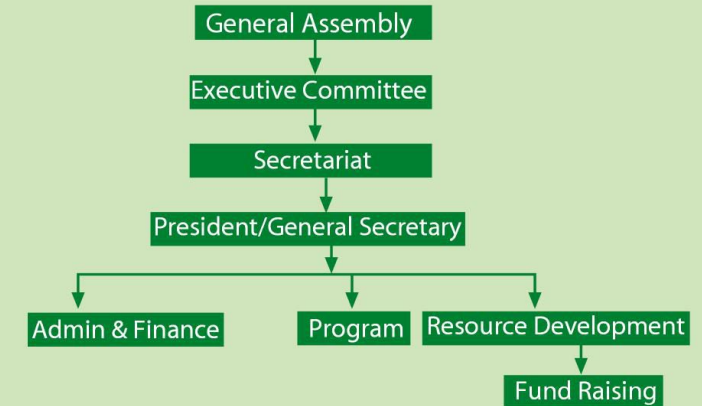 General Assembly
Executive Committee
Secretariat
President/General Secretary
Admin & Finance
Program
Resource Development
Fund Raising